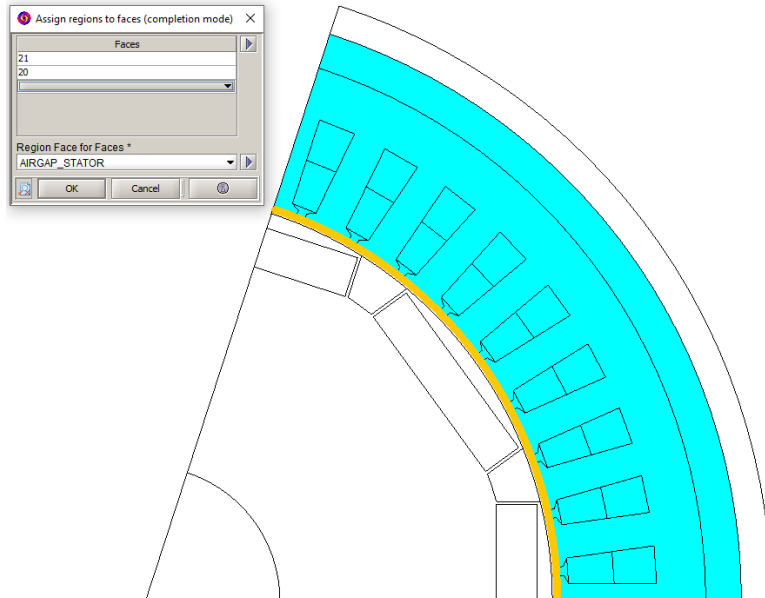 Assign regions to faces (completion mode)
Faces
21
20
Region Face for Faces *
AIRGAP_STATOR
OK
Cancel